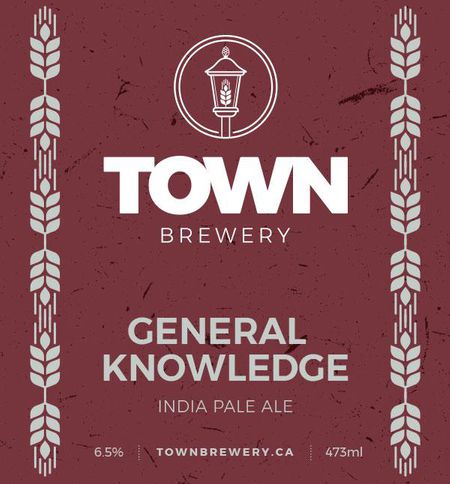 TOWN
BREWERY
GENERAL
KNOWLEDGE
INDIA PALE ALE
6.5% TOWNBREWERY.CA 473ml